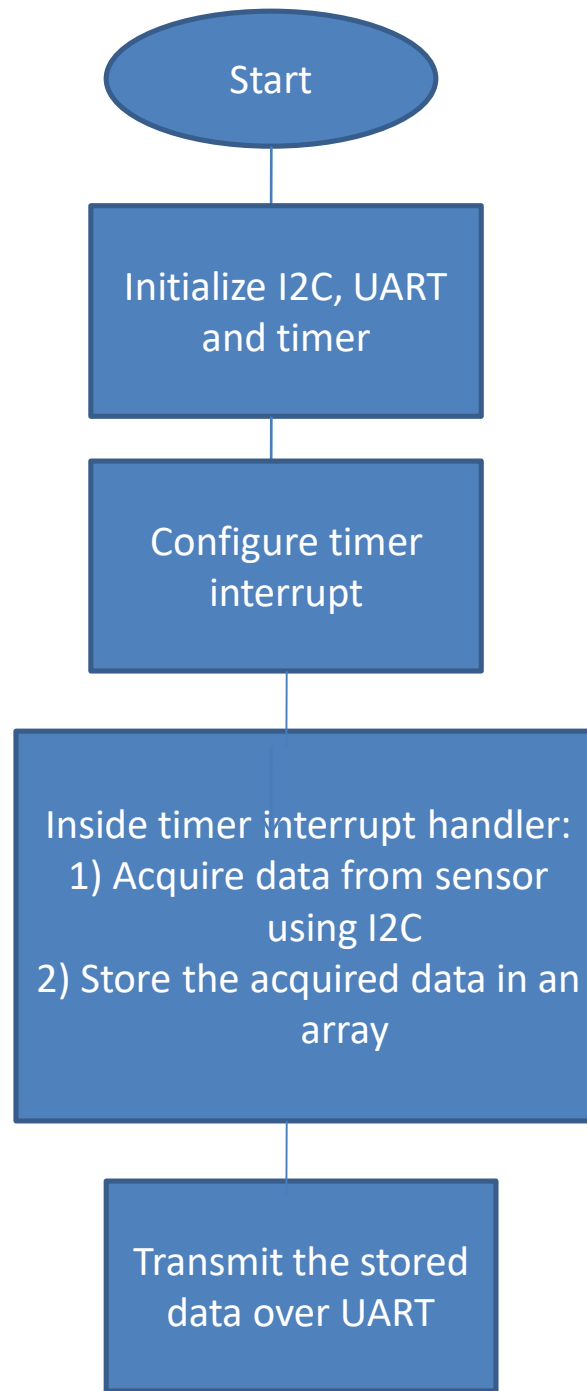 Start
Initialize I2C, UART
and timer
Configure timer
interrupt
Inside timer interrupt handler:
1) Acquire data from sensor
using I2C
2) Store the acquired data in an
array
Transmit the stored
data over UART